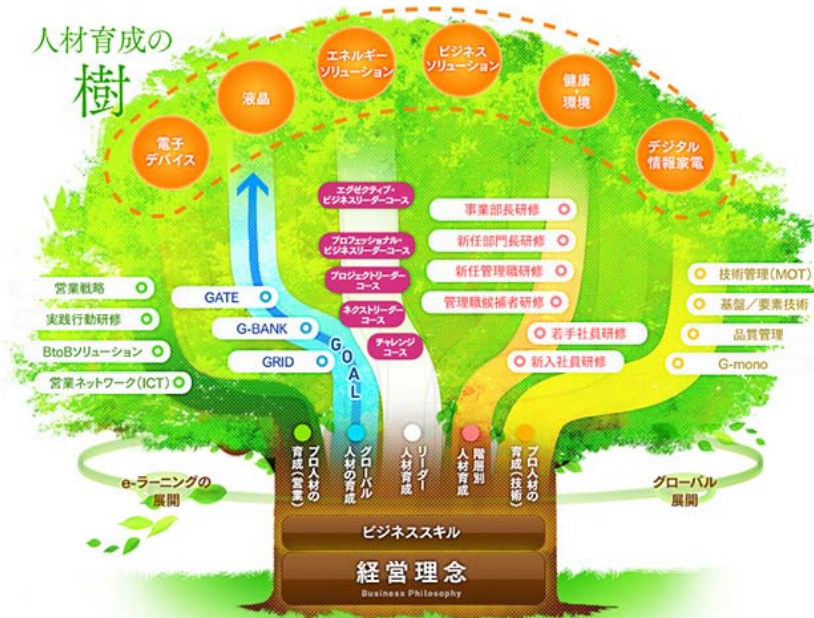 人材育成の
樹
電子
デバイス
液晶
エネルギー
ソリューション
ビジネス
ソリューション
健康
・
環境
デジタル
情報家電
エグゼクティブ・
ビジネスリーダーコース
プロフェッショナル・
ビジネスリーダーコース
プロジェクトリーダー
コース
ネクストリーダー
コース
チャレンジ
コース
営業戦略
実践行動研修
BtoBソリューション
営業ネットワーク(ICT)
GATE
G-BANK
GRID
GOAL
事業部長研修
新任部門長研修
新任管理職研修
管理職候補者研修
若手社員研修
新入社員研修
技術管理(MOT)
基盤/要素技術
品質管理
G-mono
プロ人材の
育成(営業)
グローバル
人材の育成
リーダー
人材育成
階層別
人材育成
プロ人材の
育成(技術)
e-ラーニングの
展開
グローバル
展開
ビジネススキル
経営理念
Business Philosophy